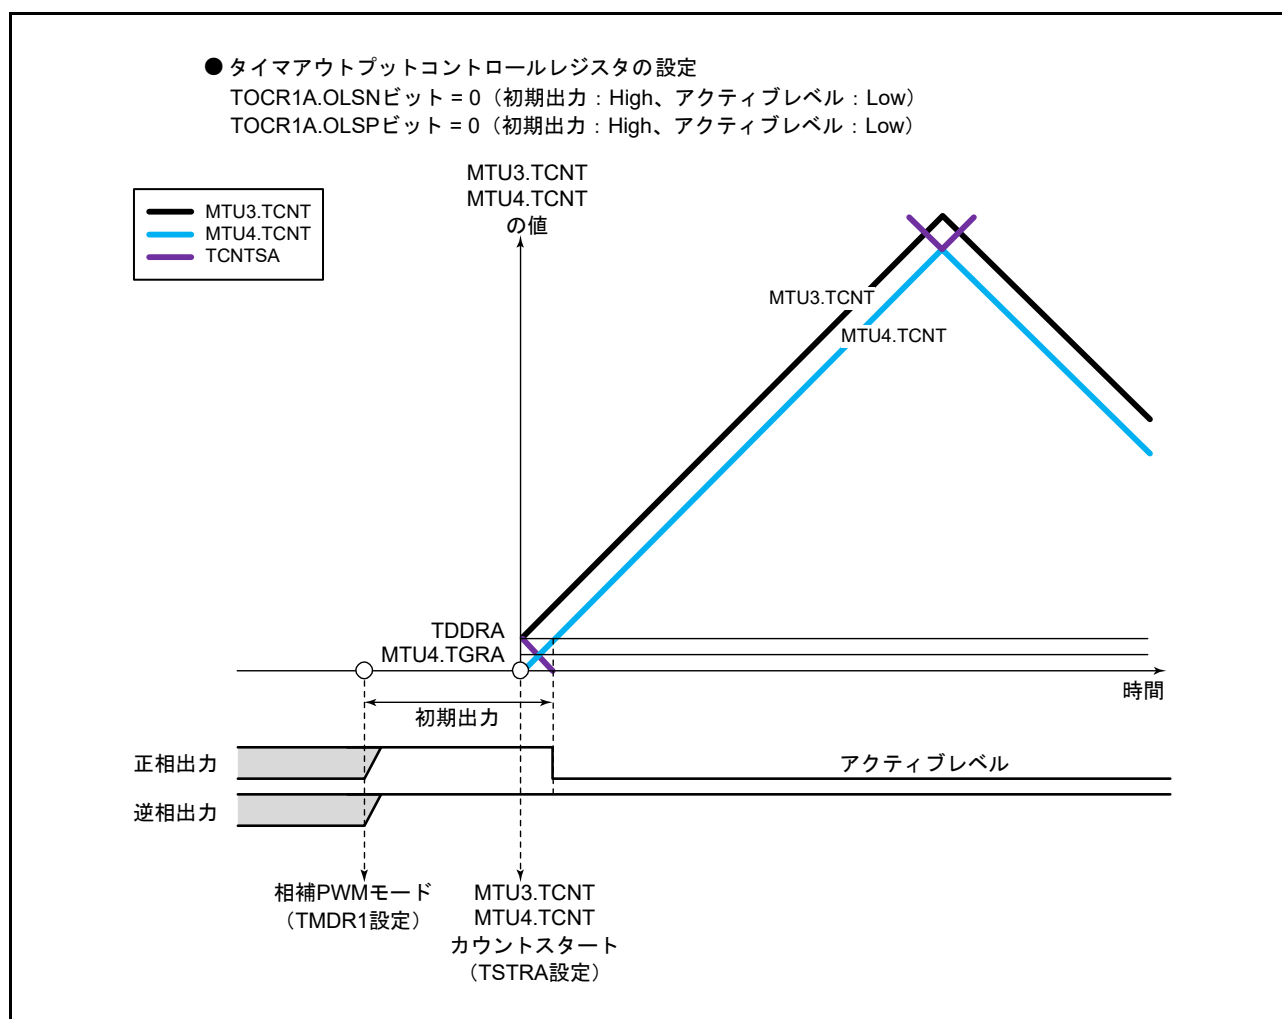 ● タイマアウトプットコントロールレジスタの設定
TOCR1A.OLSNビット = 0（初期出力：High、アクティブレベル：Low）
TOCR1A.OLSPビット = 0（初期出力：High、アクティブレベル：Low）
MTU3.TCNT
MTU4.TCNT
の値
MTU3.TCNT
MTU4.TCNT
TCNTSA
MTU3.TCNT
MTU4.TCNT
TDDRA
MTU4.TGRA
時間
初期出力
正相出力
アクティブレベル
逆相出力
相補PWMモード
（TMDR1設定）
MTU3.TCNT
MTU4.TCNT
カウントスタート
（TSTRA設定）